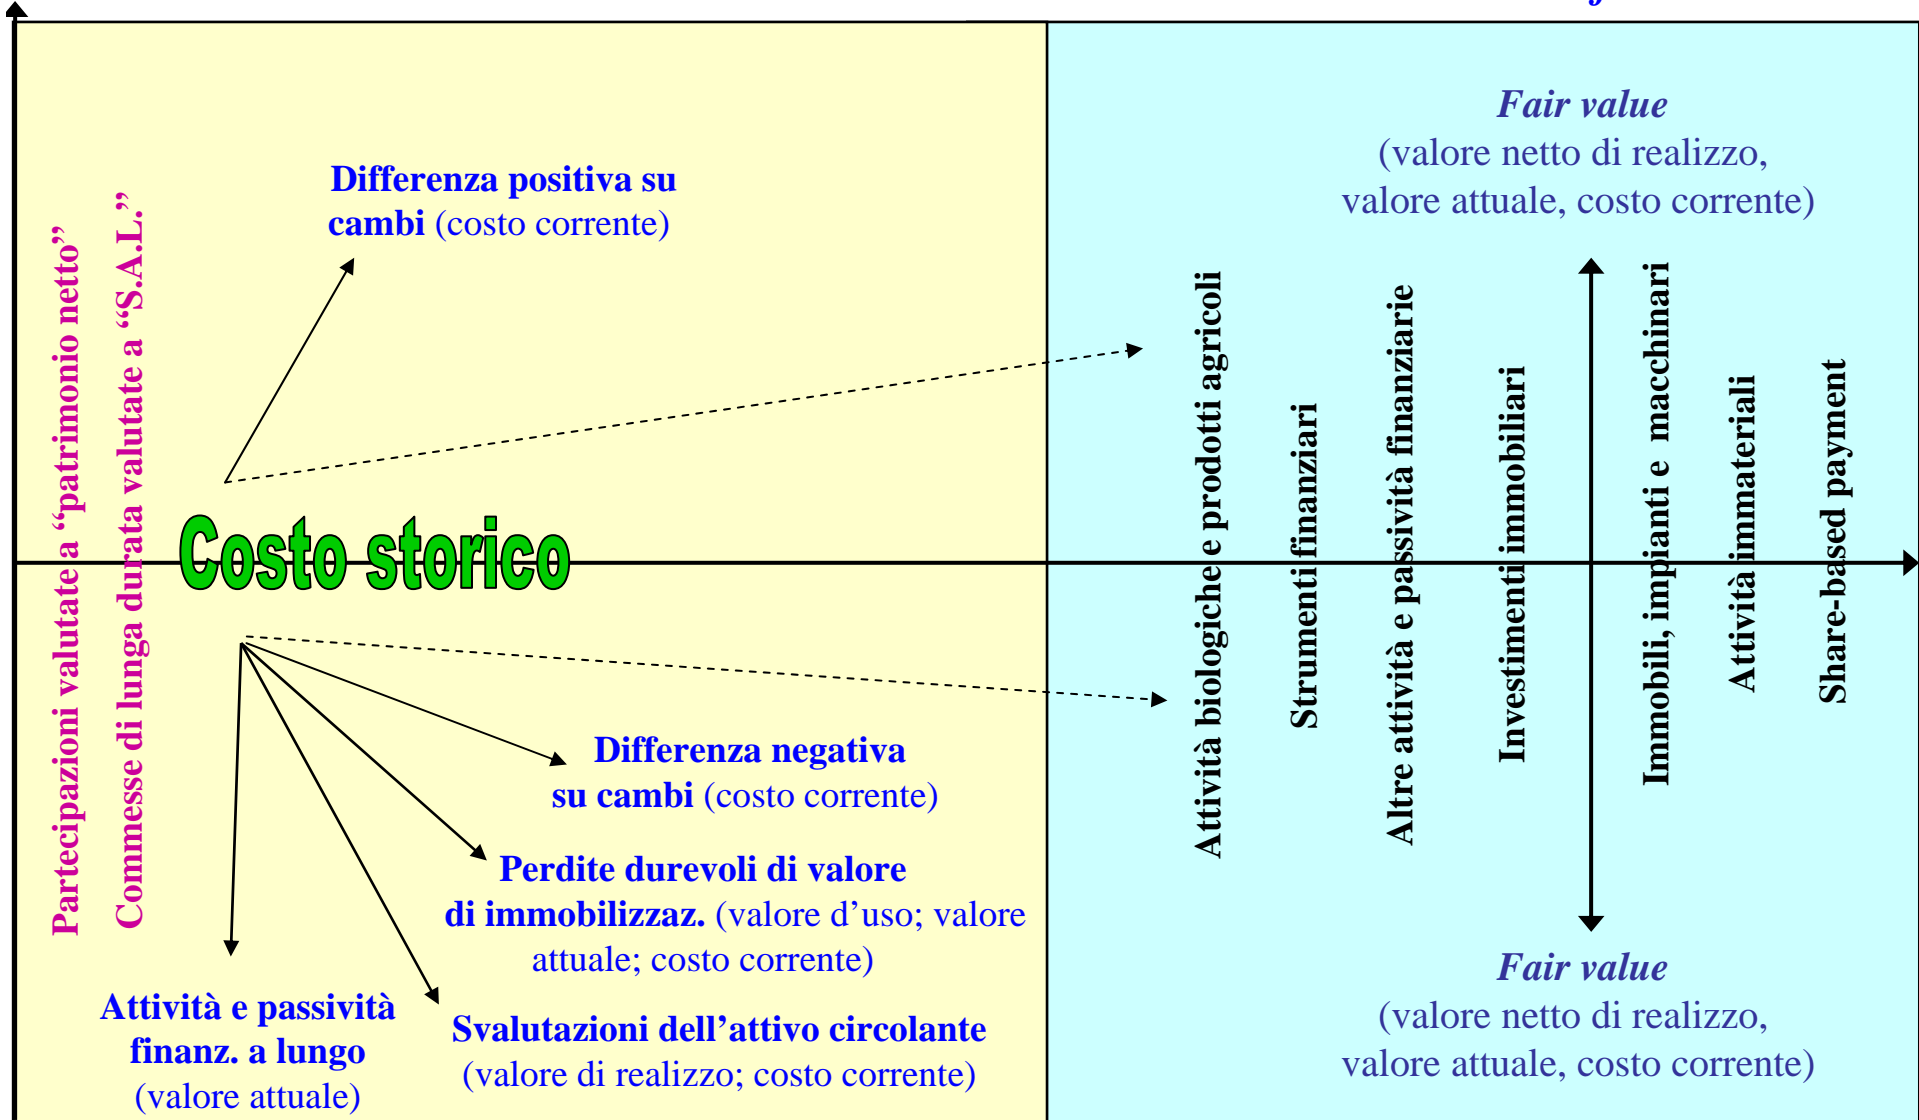 Fair value
(valore netto di realizzo,
valore attuale, costo corrente)
Differenza positiva su
cambi (costo corrente)
Partecipazioni valutate a “patrimonio netto”
Commesse di lunga durata valutate a “S.A.L.”
Costo storico
Attività biologiche e prodotti agricoli
Strumenti finanziari
Altre attività e passività finanziarie
Investimenti immobiliari
Immobili, impianti e macchinari
Attività immateriali
Share-based payment
Differenza negativa
su cambi (costo corrente)
Perdite durevoli di valore
di immobilizzaz. (valore d’uso; valore
attuale; costo corrente)
Attività e passività
finanz. a lungo
(valore attuale)
Svalutazioni dell’attivo circolante
(valore di realizzo; costo corrente)
Fair value
(valore netto di realizzo,
valore attuale, costo corrente)